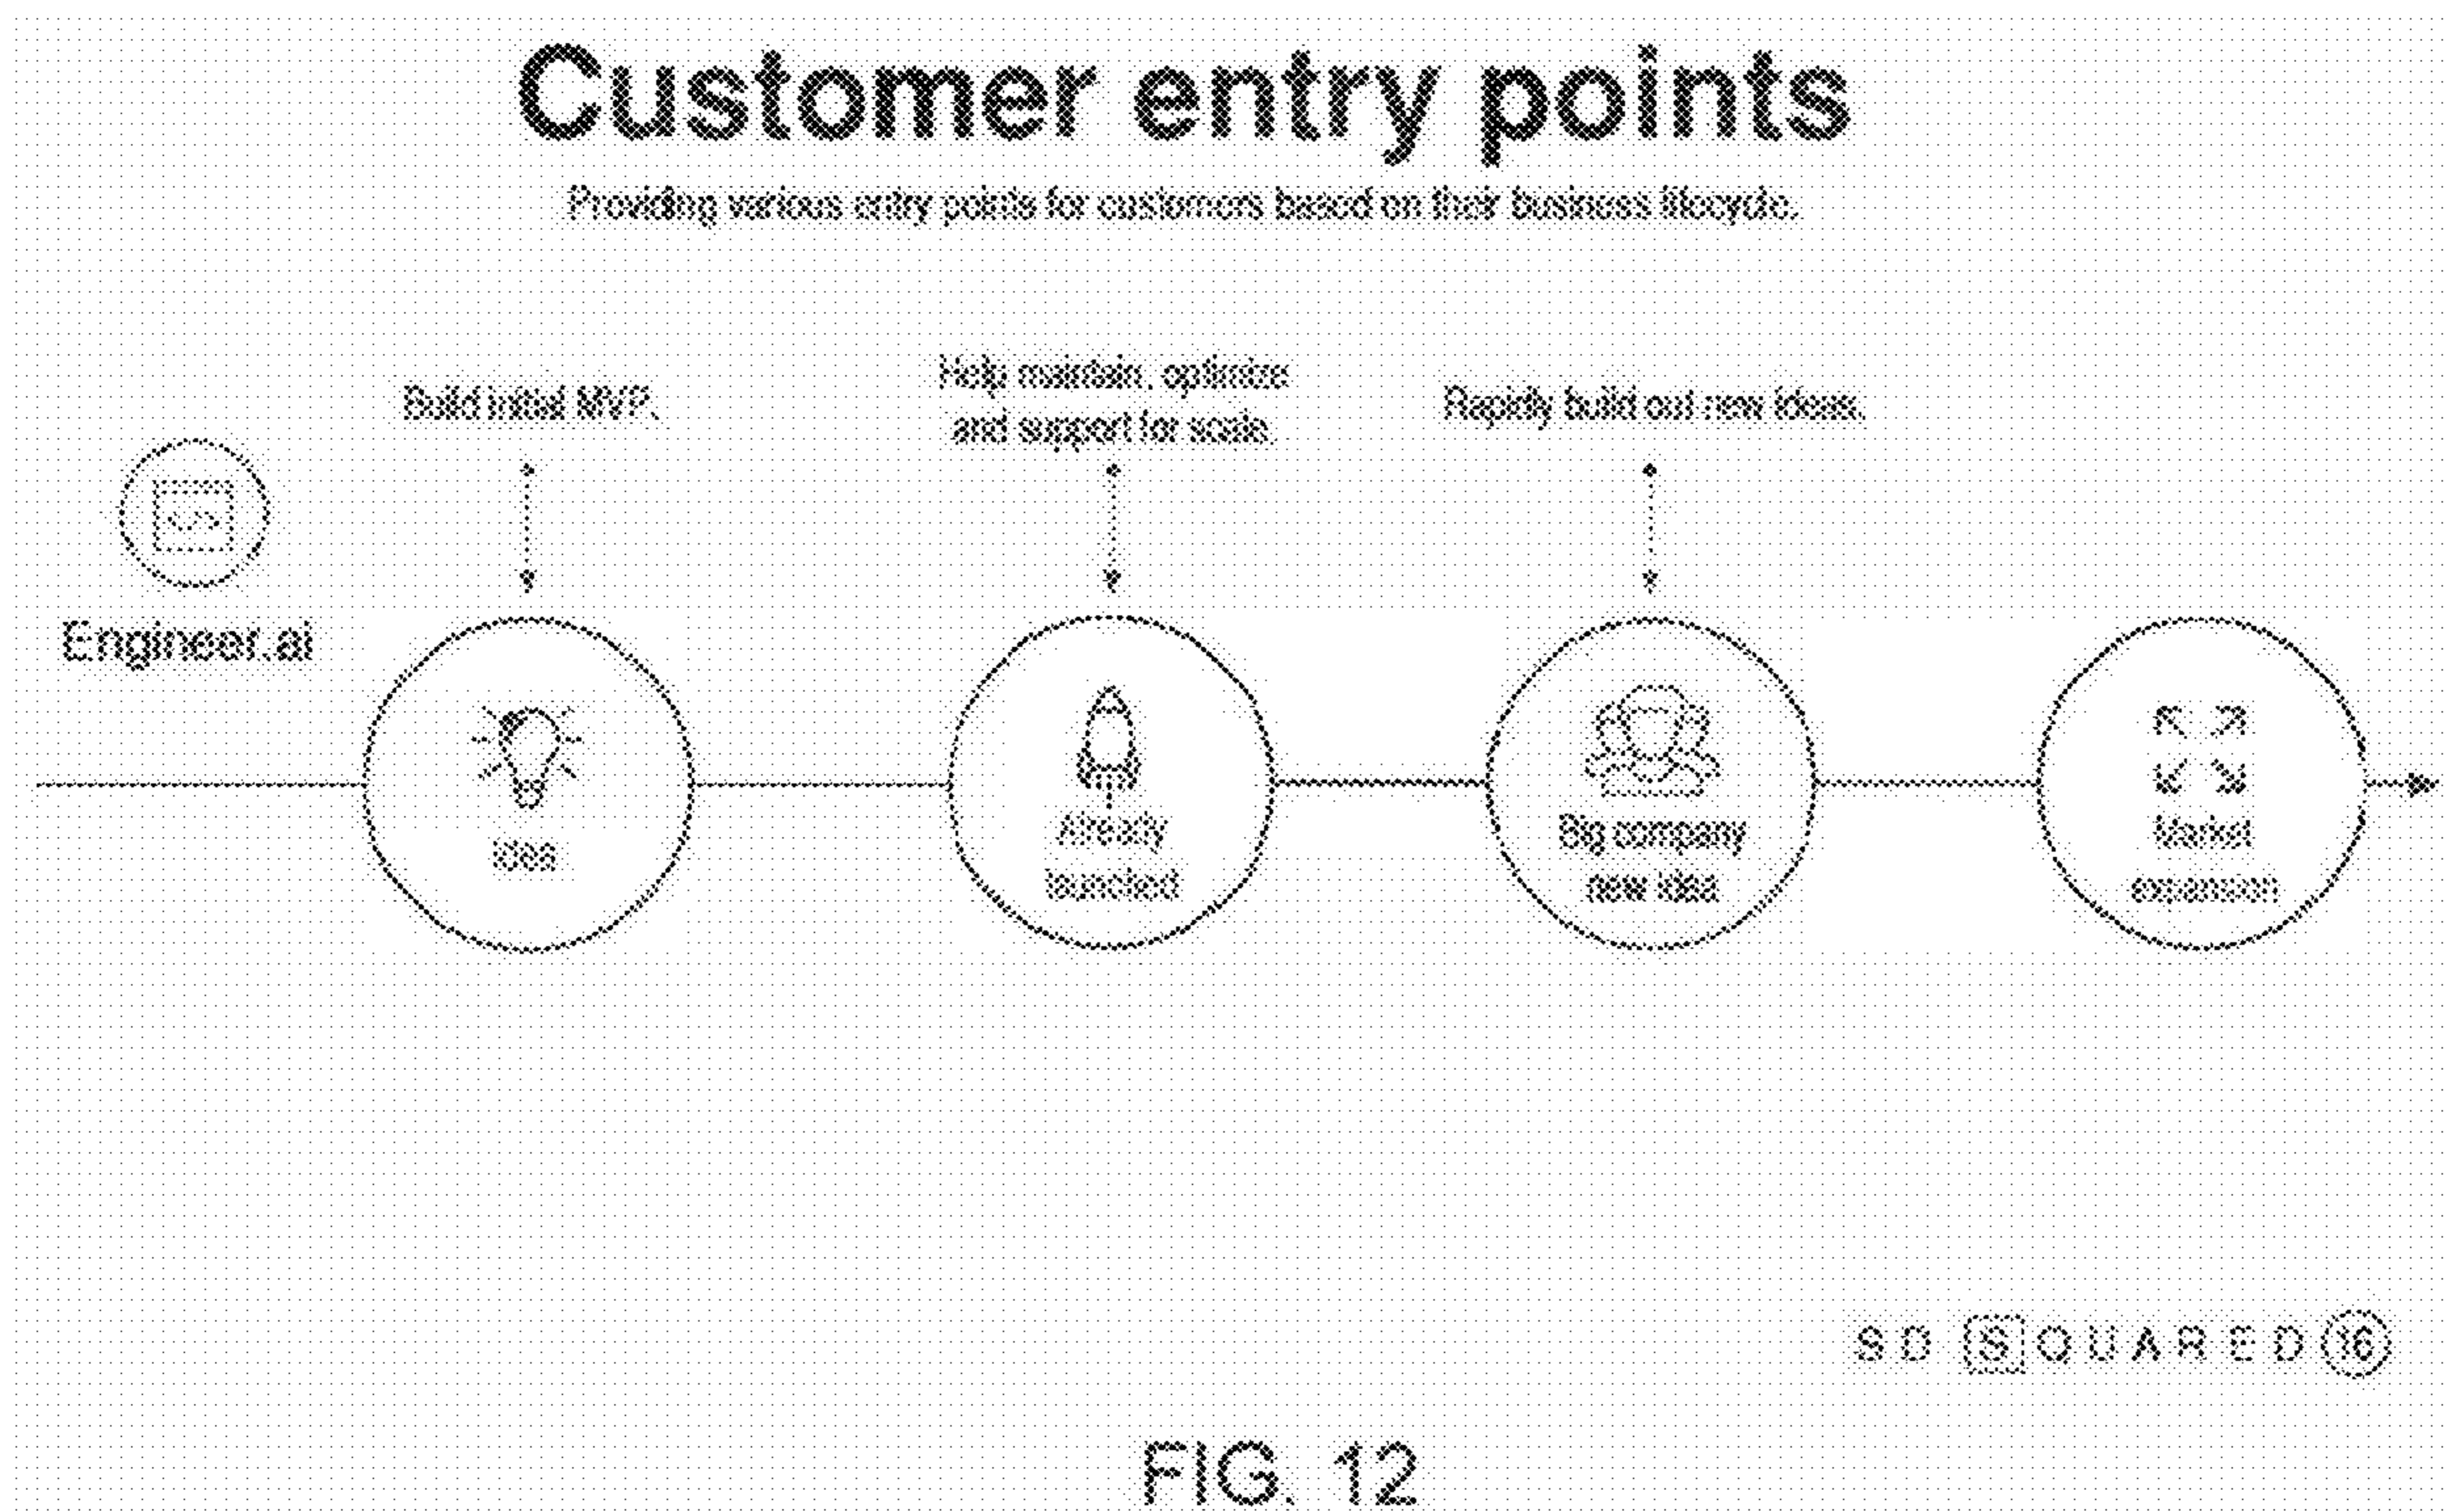 Customer entry points
Providing various entry points for customers based on their business lifecycle.
Build initial MVP.
Help maintain, optimize
and support for scale.
Rapidly build out new ideas.
Engineer.ai
Idea
Already
launched
Big company
new idea
Market
expansion
SD SQUARED 16
FIG. 12